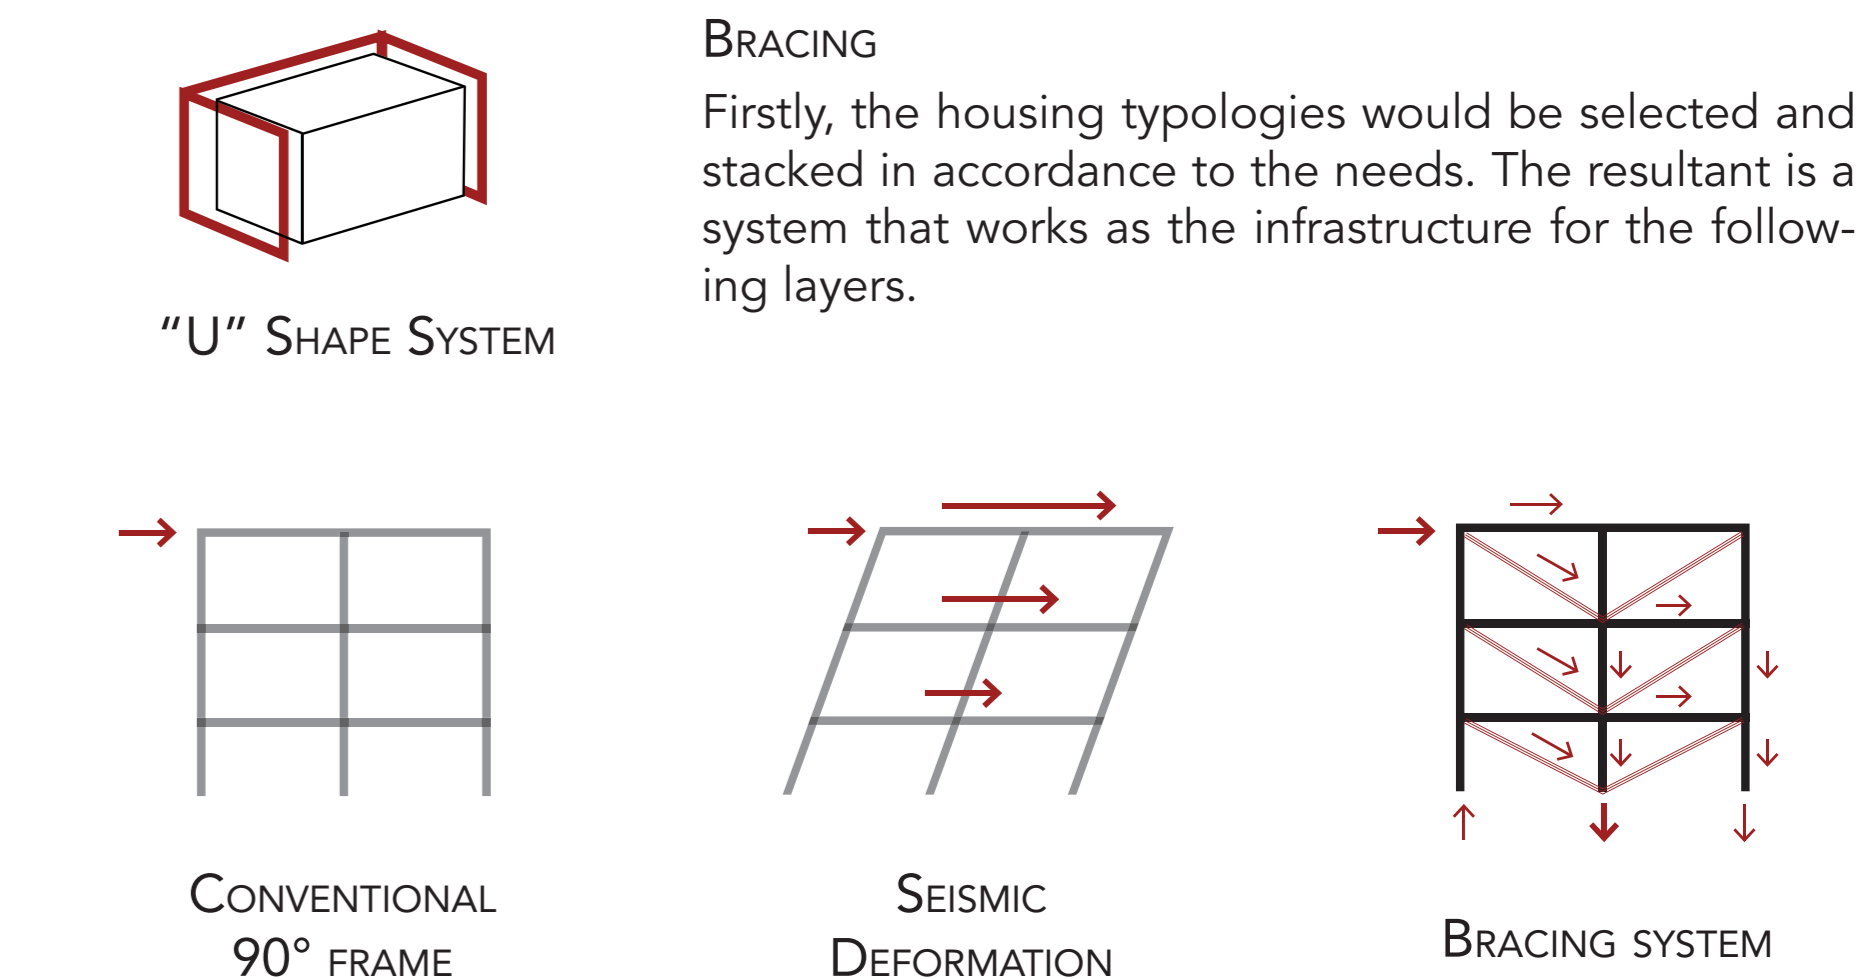 BRACING
Firstly, the housing typologies would be selected and
stacked in accordance to the needs. The resultant is a
system that works as the infrastructure for the follow-
ing layers.
“U” SHAPE SYSTEM
CONVENTIONAL
90° FRAME
SEISMIC
DEFORMATION
BRACING SYSTEM